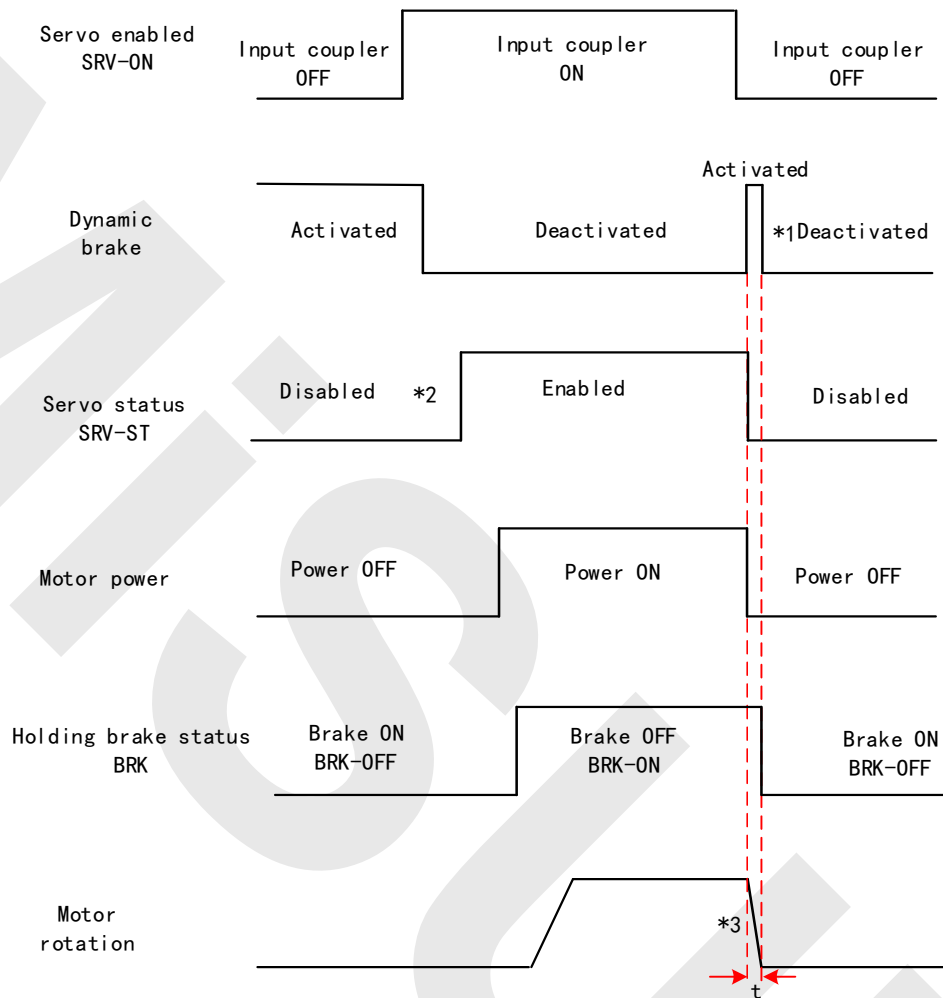 Servo enabled
SRV-ON
Input coupler
OFF
Input coupler
ON
Input coupler
OFF
Dynamic
brake
Activated
Deactivated
Activated
*1Deactivated
Servo status
SRV-ST
Disabled
*2
Enabled
Disabled
Motor power
Power OFF
Power ON
Power OFF
Holding brake status
BRK
Brake ON
BRK-OFF
Brake OFF
BRK-ON
Brake ON
BRK-OFF
Motor
rotation
*3
t